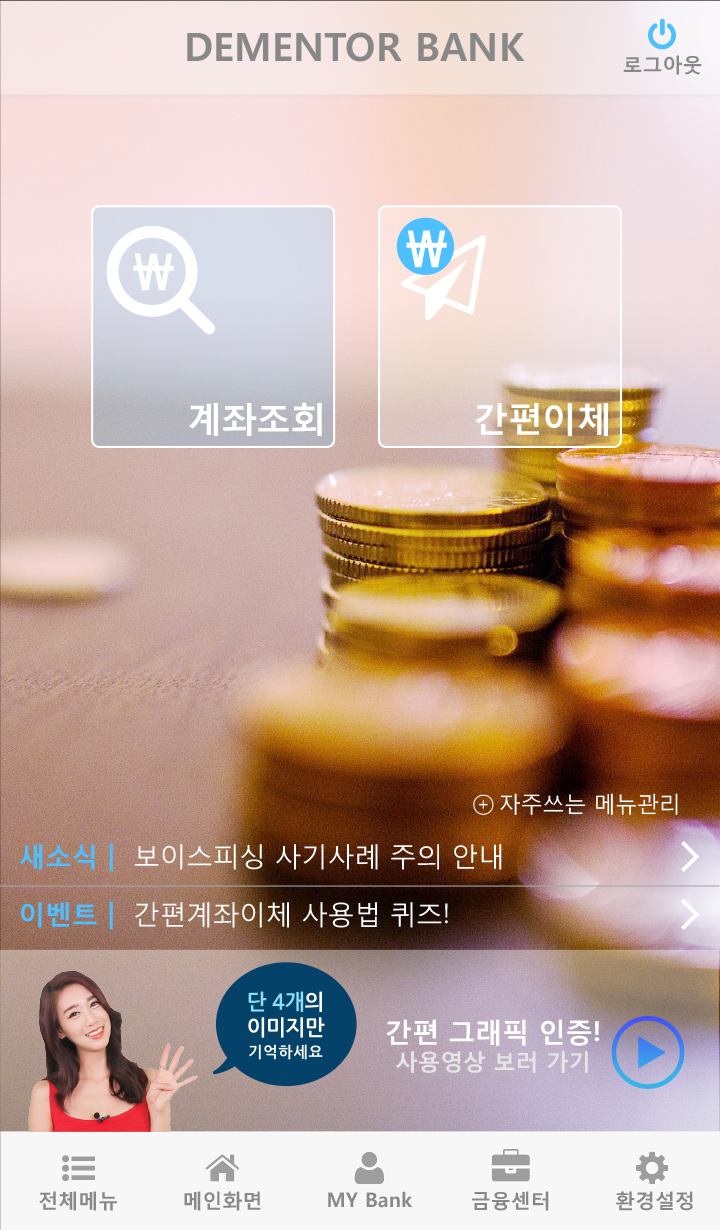 DEMENTOR BANK
로그아웃
₩
₩
계좌조회
간편이체
자주쓰는 메뉴관리
새소식 | 보이스피싱 사기사례 주의 안내
이벤트 | 간편계좌이체 사용법 퀴즈!
단 4개의
이미지만
기억하세요
간편 그래픽 인증!
사용영상 보러 가기
전체메뉴
메인화면
MY Bank
금융센터
환경설정